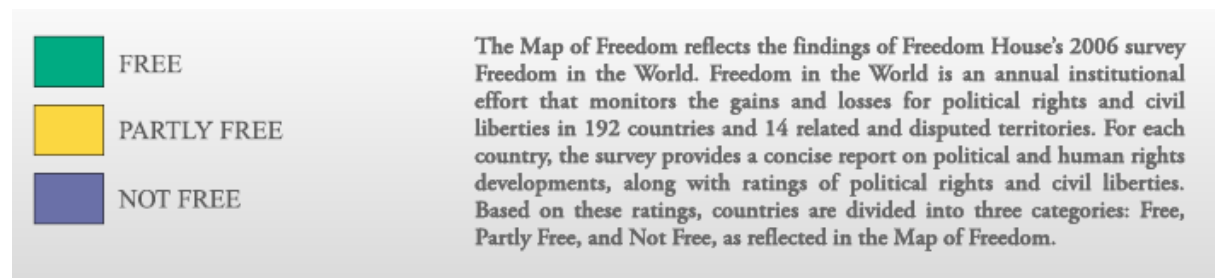 FREE
PARTLY FREE
NOT FREE
The Map of Freedom reflects the findings of Freedom House's 2006 survey
Freedom in the World. Freedom in the World is an annual institutional
effort that monitors the gains and losses for political rights and civil
liberties in 192 countries and 14 related and disputed territories. For each
country, the survey provides a concise report on political and human rights
developments, along with ratings of political rights and civil liberties.
Based on these ratings, countries are divided into three categories: Free,
Partly Free, and Not Free, as reflected in the Map of Freedom.